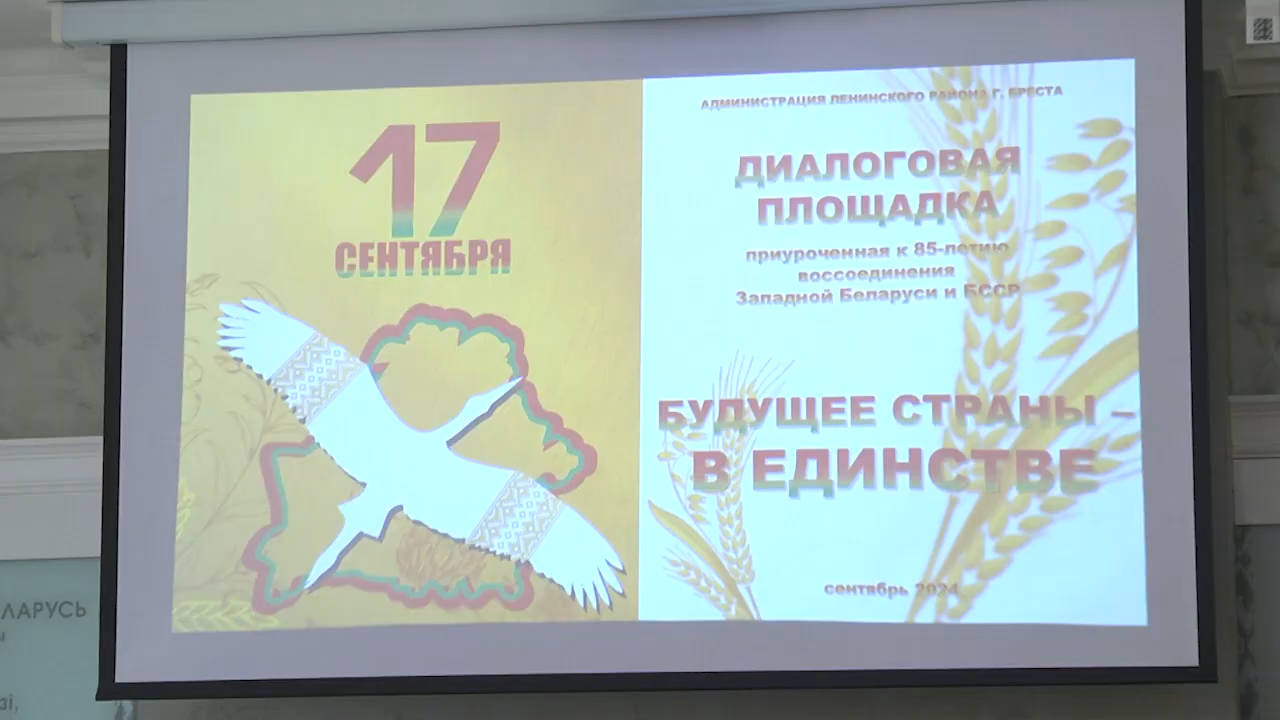 17
СЕНТЯБРЯ
АДМИНИСТРАЦИЯ ЛЕНИНСКОГО РАЙОНА Г. БРЕСТА
ДИАЛОГОВАЯ
ПЛОЩАДКА
приуроченная к 85-летию
воссоединения
Западной Беларуси и БССР
БУДУЩЕЕ СТРАНЫ –
В ЕДИНСТВЕ
сентябрь 2024
ЛАРУСЬ